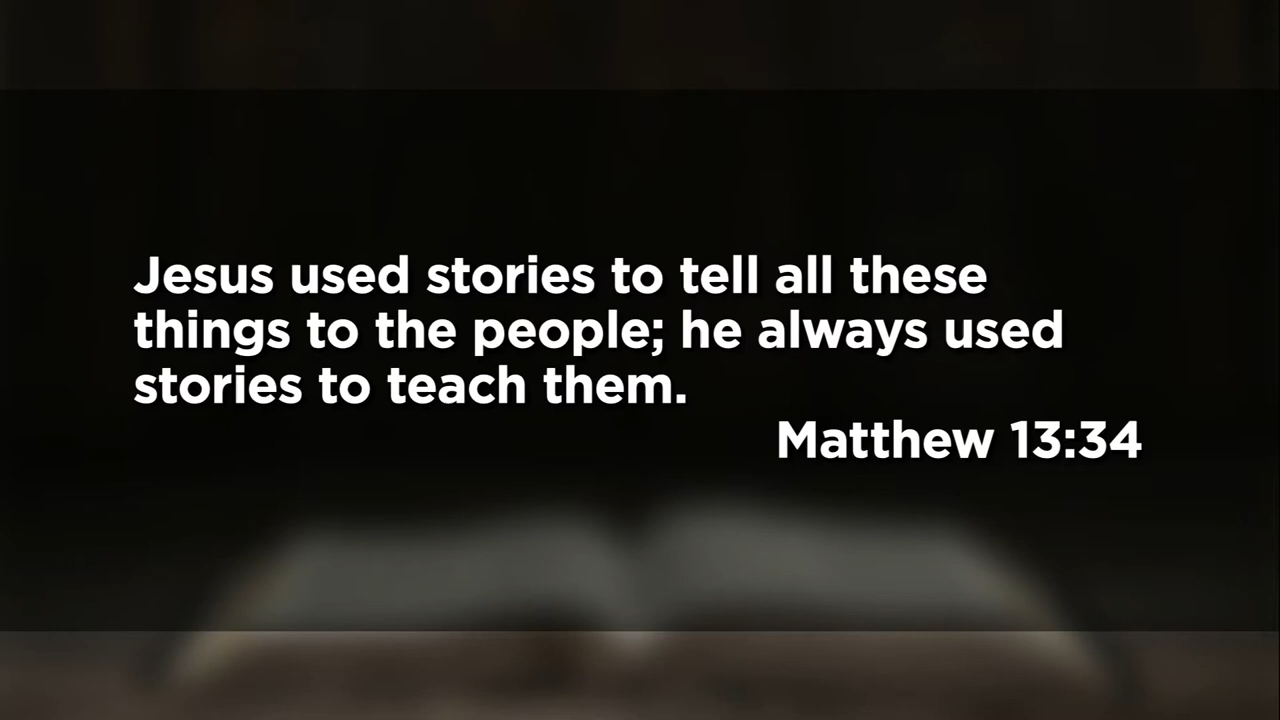 Jesus used stories to tell all these
things to the people; he always used
stories to teach them.
Matthew 13:34